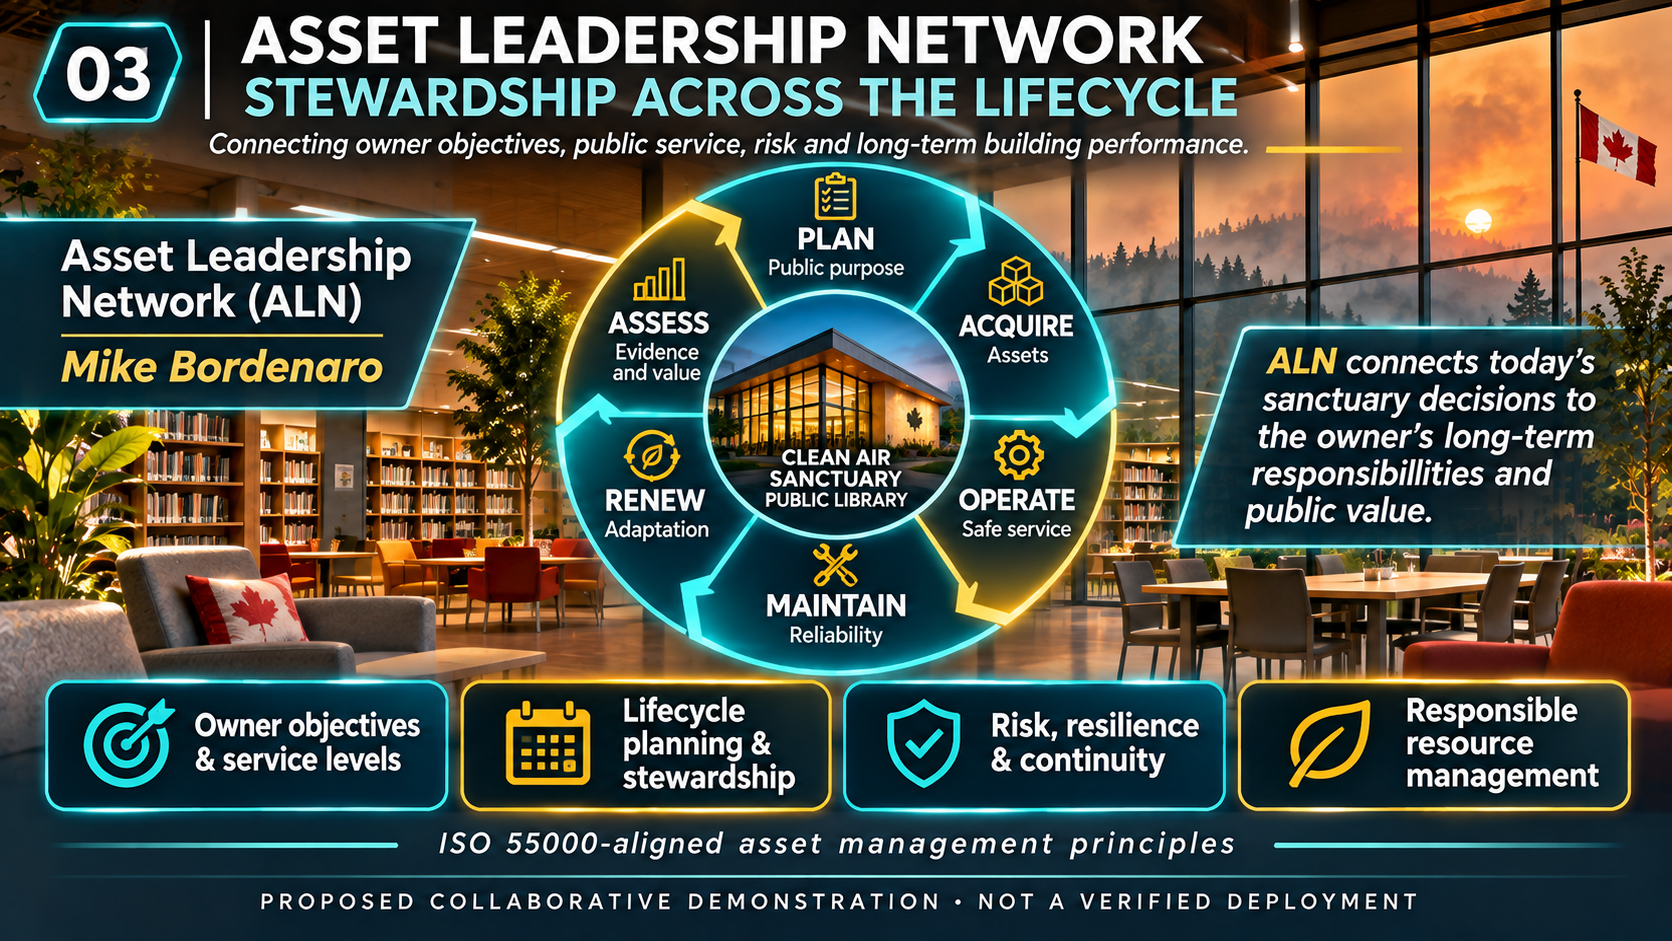 03
ASSET LEADERSHIP NETWORK
STEWARDSHIP ACROSS THE LIFECYCLE
Connecting owner objectives, public service, risk and long-term building performance.
Asset Leadership
Network (ALN)
Mike Bordenaro
PLAN
Public purpose
ACQUIRE
Assets
OPERATE
Safe service
MAINTAIN
Reliability
RENEW
Adaptation
ASSESS
Evidence
and value
CLEAN AIR
SANCTUARY
PUBLIC LIBRARY
ALN connects today's
sanctuary decisions to
the owner's long-term
responsibillities and
public value.
Owner objectives
& service levels
Lifecycle
planning &
stewardship
Risk, resilience
& continuity
Responsible
resource
management
ISO 55000-aligned asset management principles
PROPOSED COLLABORATIVE DEMONSTRATION • NOT A VERIFIED DEPLOYMENT